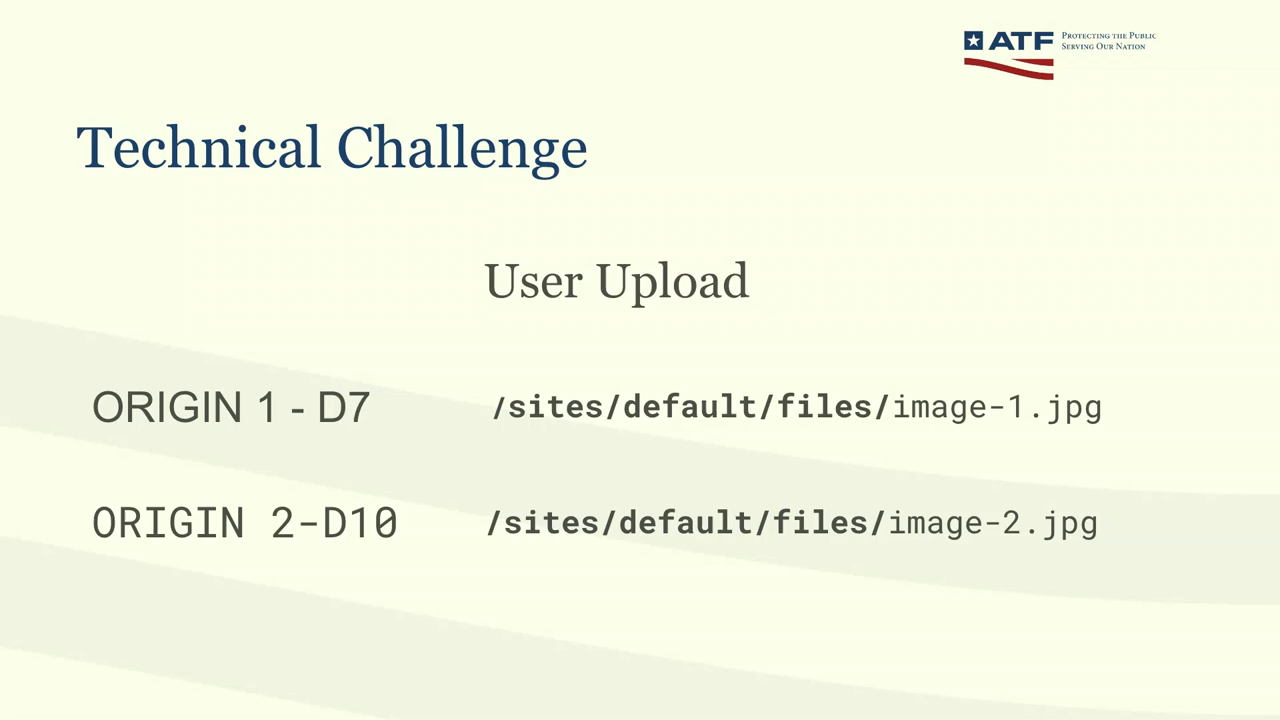 ATF
PROTECTING THE PUBLIC
SERVING OUR NATION
Technical Challenge
User Upload
ORIGIN 1 - D7
/sites/default/files/image-1.jpg
ORIGIN 2-D10
/sites/default/files/image-2.jpg